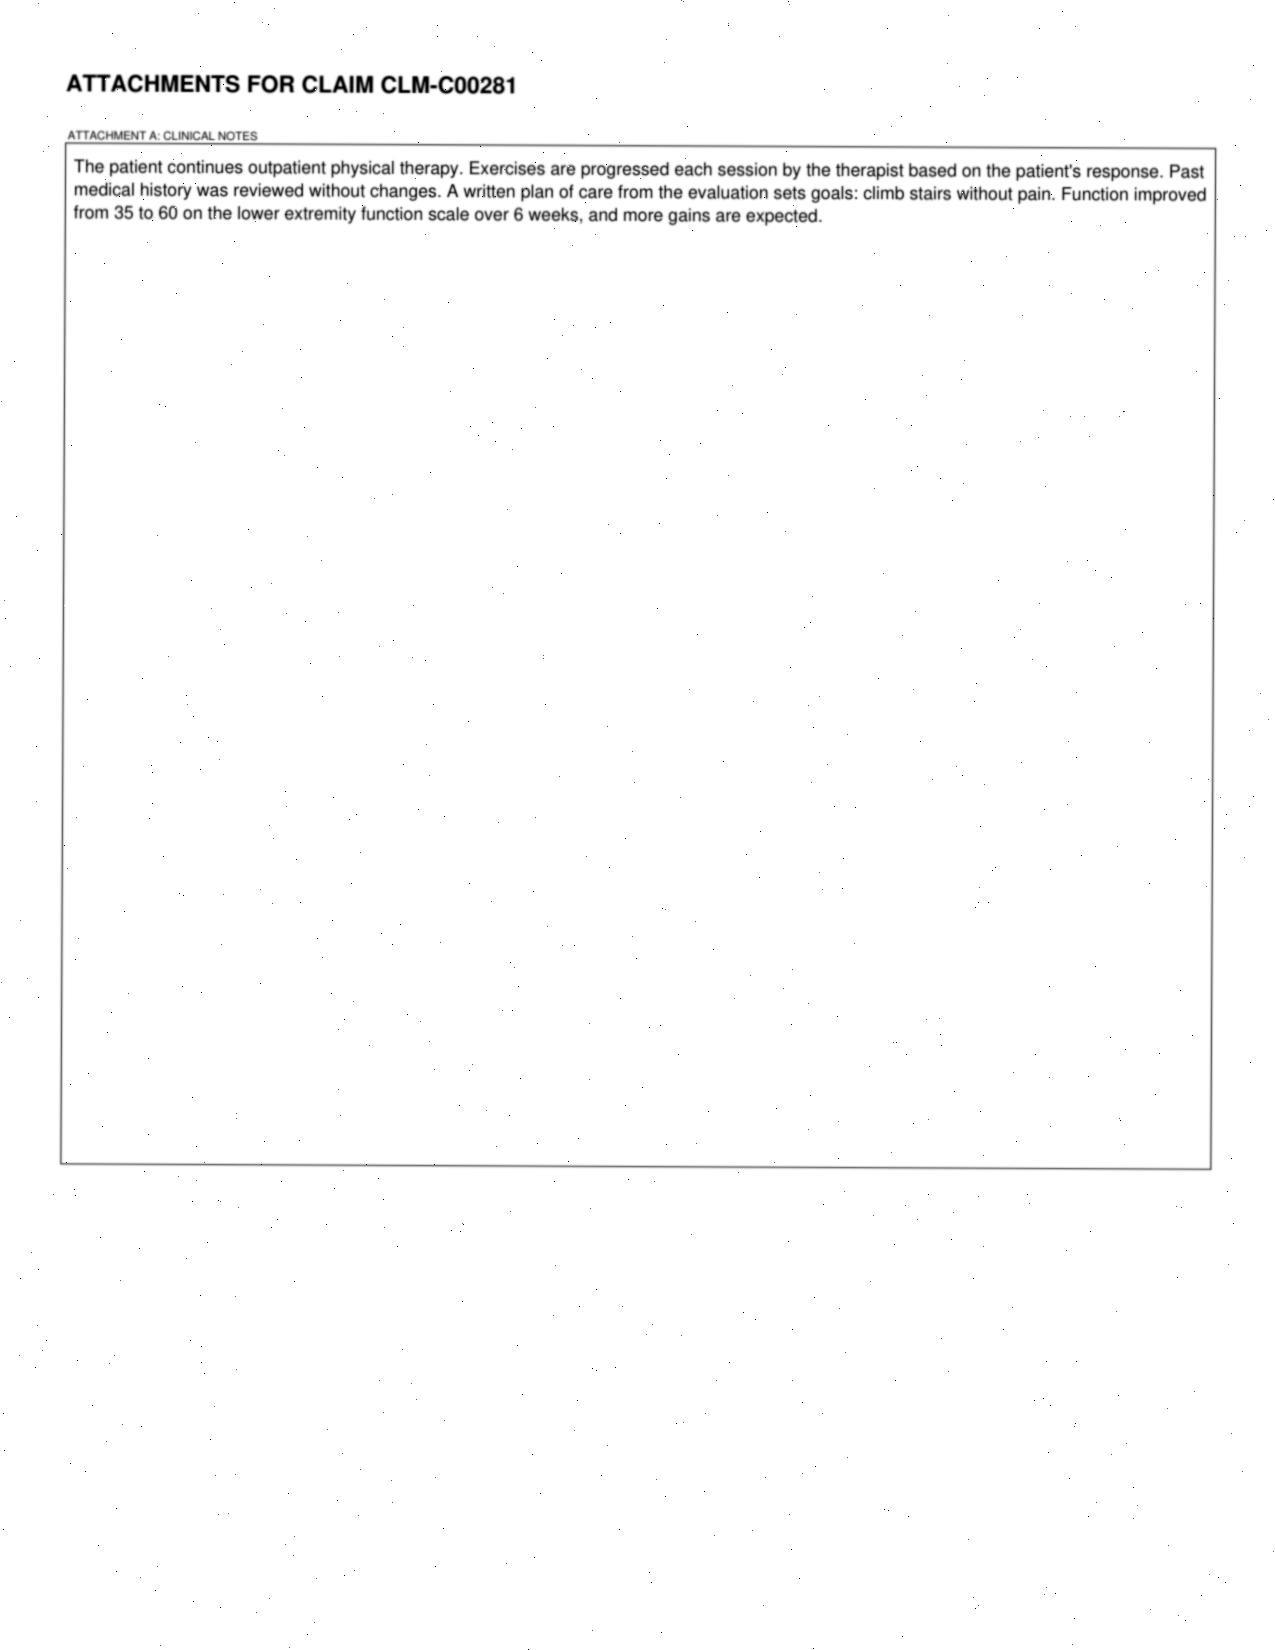 ATTACHMENTS FOR CLAIM CLM-C00281
ATTACHMENT A: CLINICAL NOTES
The patient continues outpatient physical therapy. Exercises are progressed each session by the therapist based on the patient's response. Past
medical history was reviewed without changes. A written plan of care from the evaluation sets goals: climb stairs without pain. Function improved
from 35 to 60 on the lower extremity function scale over 6 weeks, and more gains are expected.